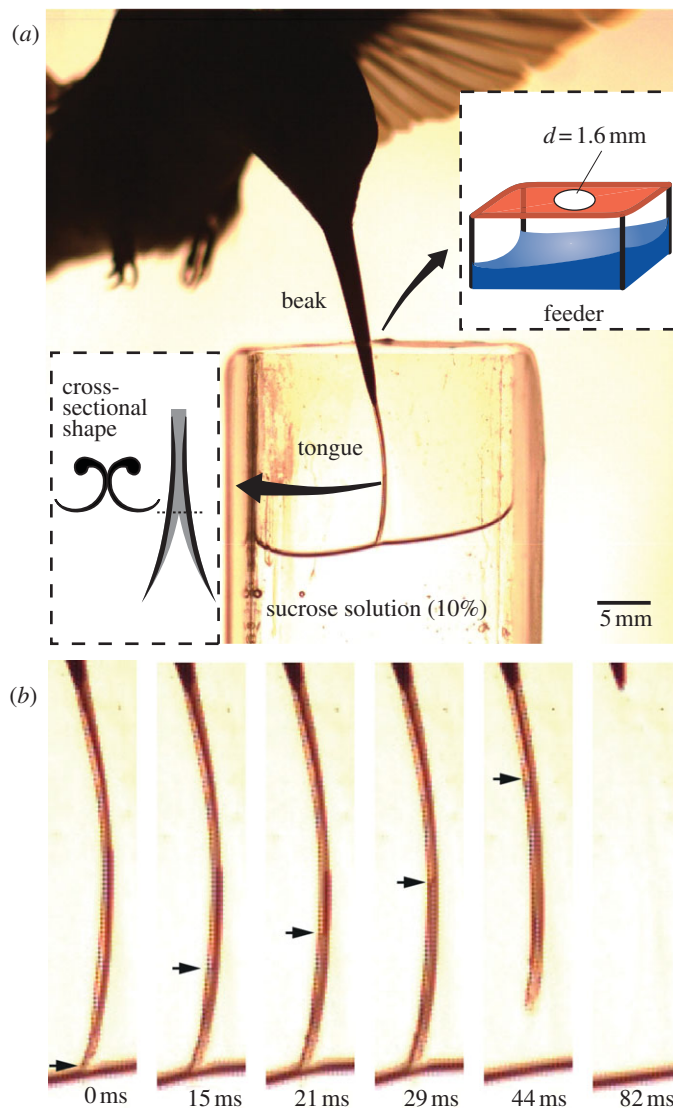 (a)
d = 1.6 mm
feeder
beak
cross-
sectional
shape
tongue
sucrose solution (10%)
5 mm
(b)
0 ms
15 ms
21 ms
29 ms
44 ms
82 ms